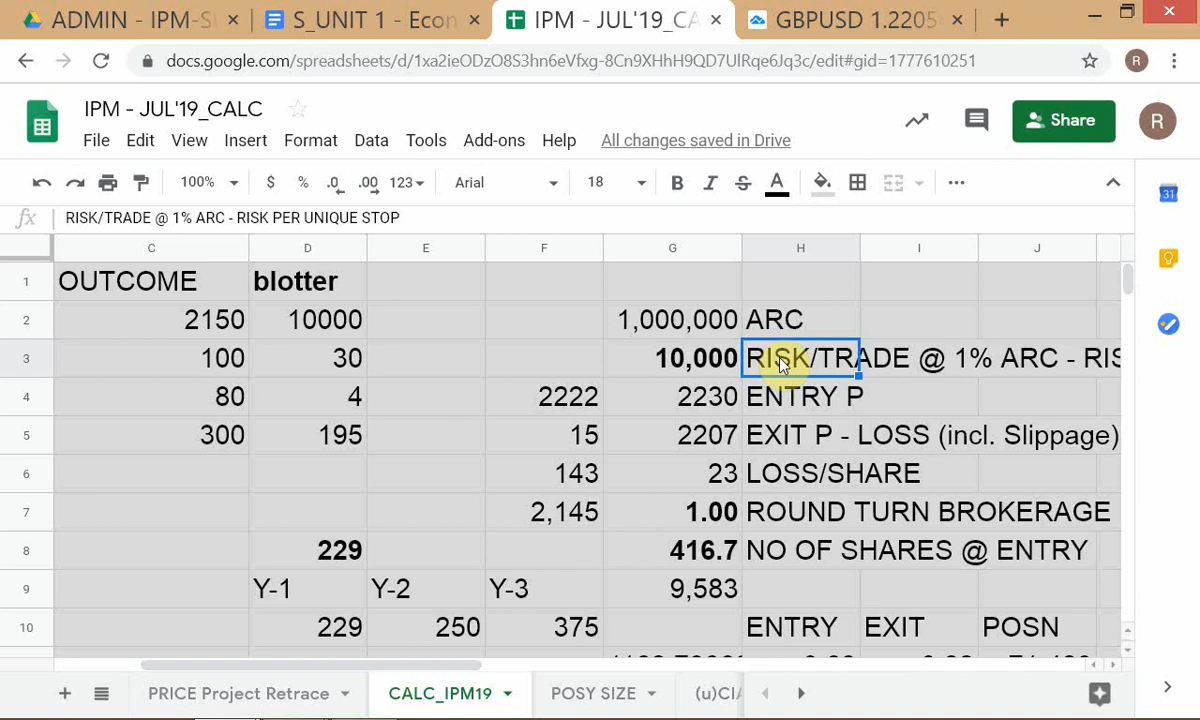 ADMIN - IPM-S
S_UNIT 1 - Econ
IPM - JUL'19_CA
GBPUSD 1.2205
docs.google.com/spreadsheets/d/1xa2ieODzO8S3hn6eVfxg-8Cn9XHhH9QD7UlRqe6Jq3c/edit#gid=1777610251
R
IPM - JUL'19_CALC
File Edit View Insert Format Data Tools Add-ons Help All changes saved in Drive
Share
R
100% $ % .0 .00 123 Arial 18 B I S A
31
fx RISK/TRADE @ 1% ARC - RISK PER UNIQUE STOP
C D E F G H I J
1 OUTCOME blotter
2 2150 10000 1,000,000 ARC
3 100 30 10,000 RISK/TRADE @ 1% ARC - RIS
4 80 4 2222 2230 ENTRY P
5 300 195 15 2207 EXIT P - LOSS (incl. Slippage)
6 143 23 LOSS/SHARE
7 2,145 1.00 ROUND TURN BROKERAGE
8 229 416.7 NO OF SHARES @ ENTRY
9 Y-1 Y-2 Y-3 9,583
10 229 250 375 ENTRY EXIT POSN
PRICE Project Retrace CALC_IPM19 POSY SIZE (u)CIA